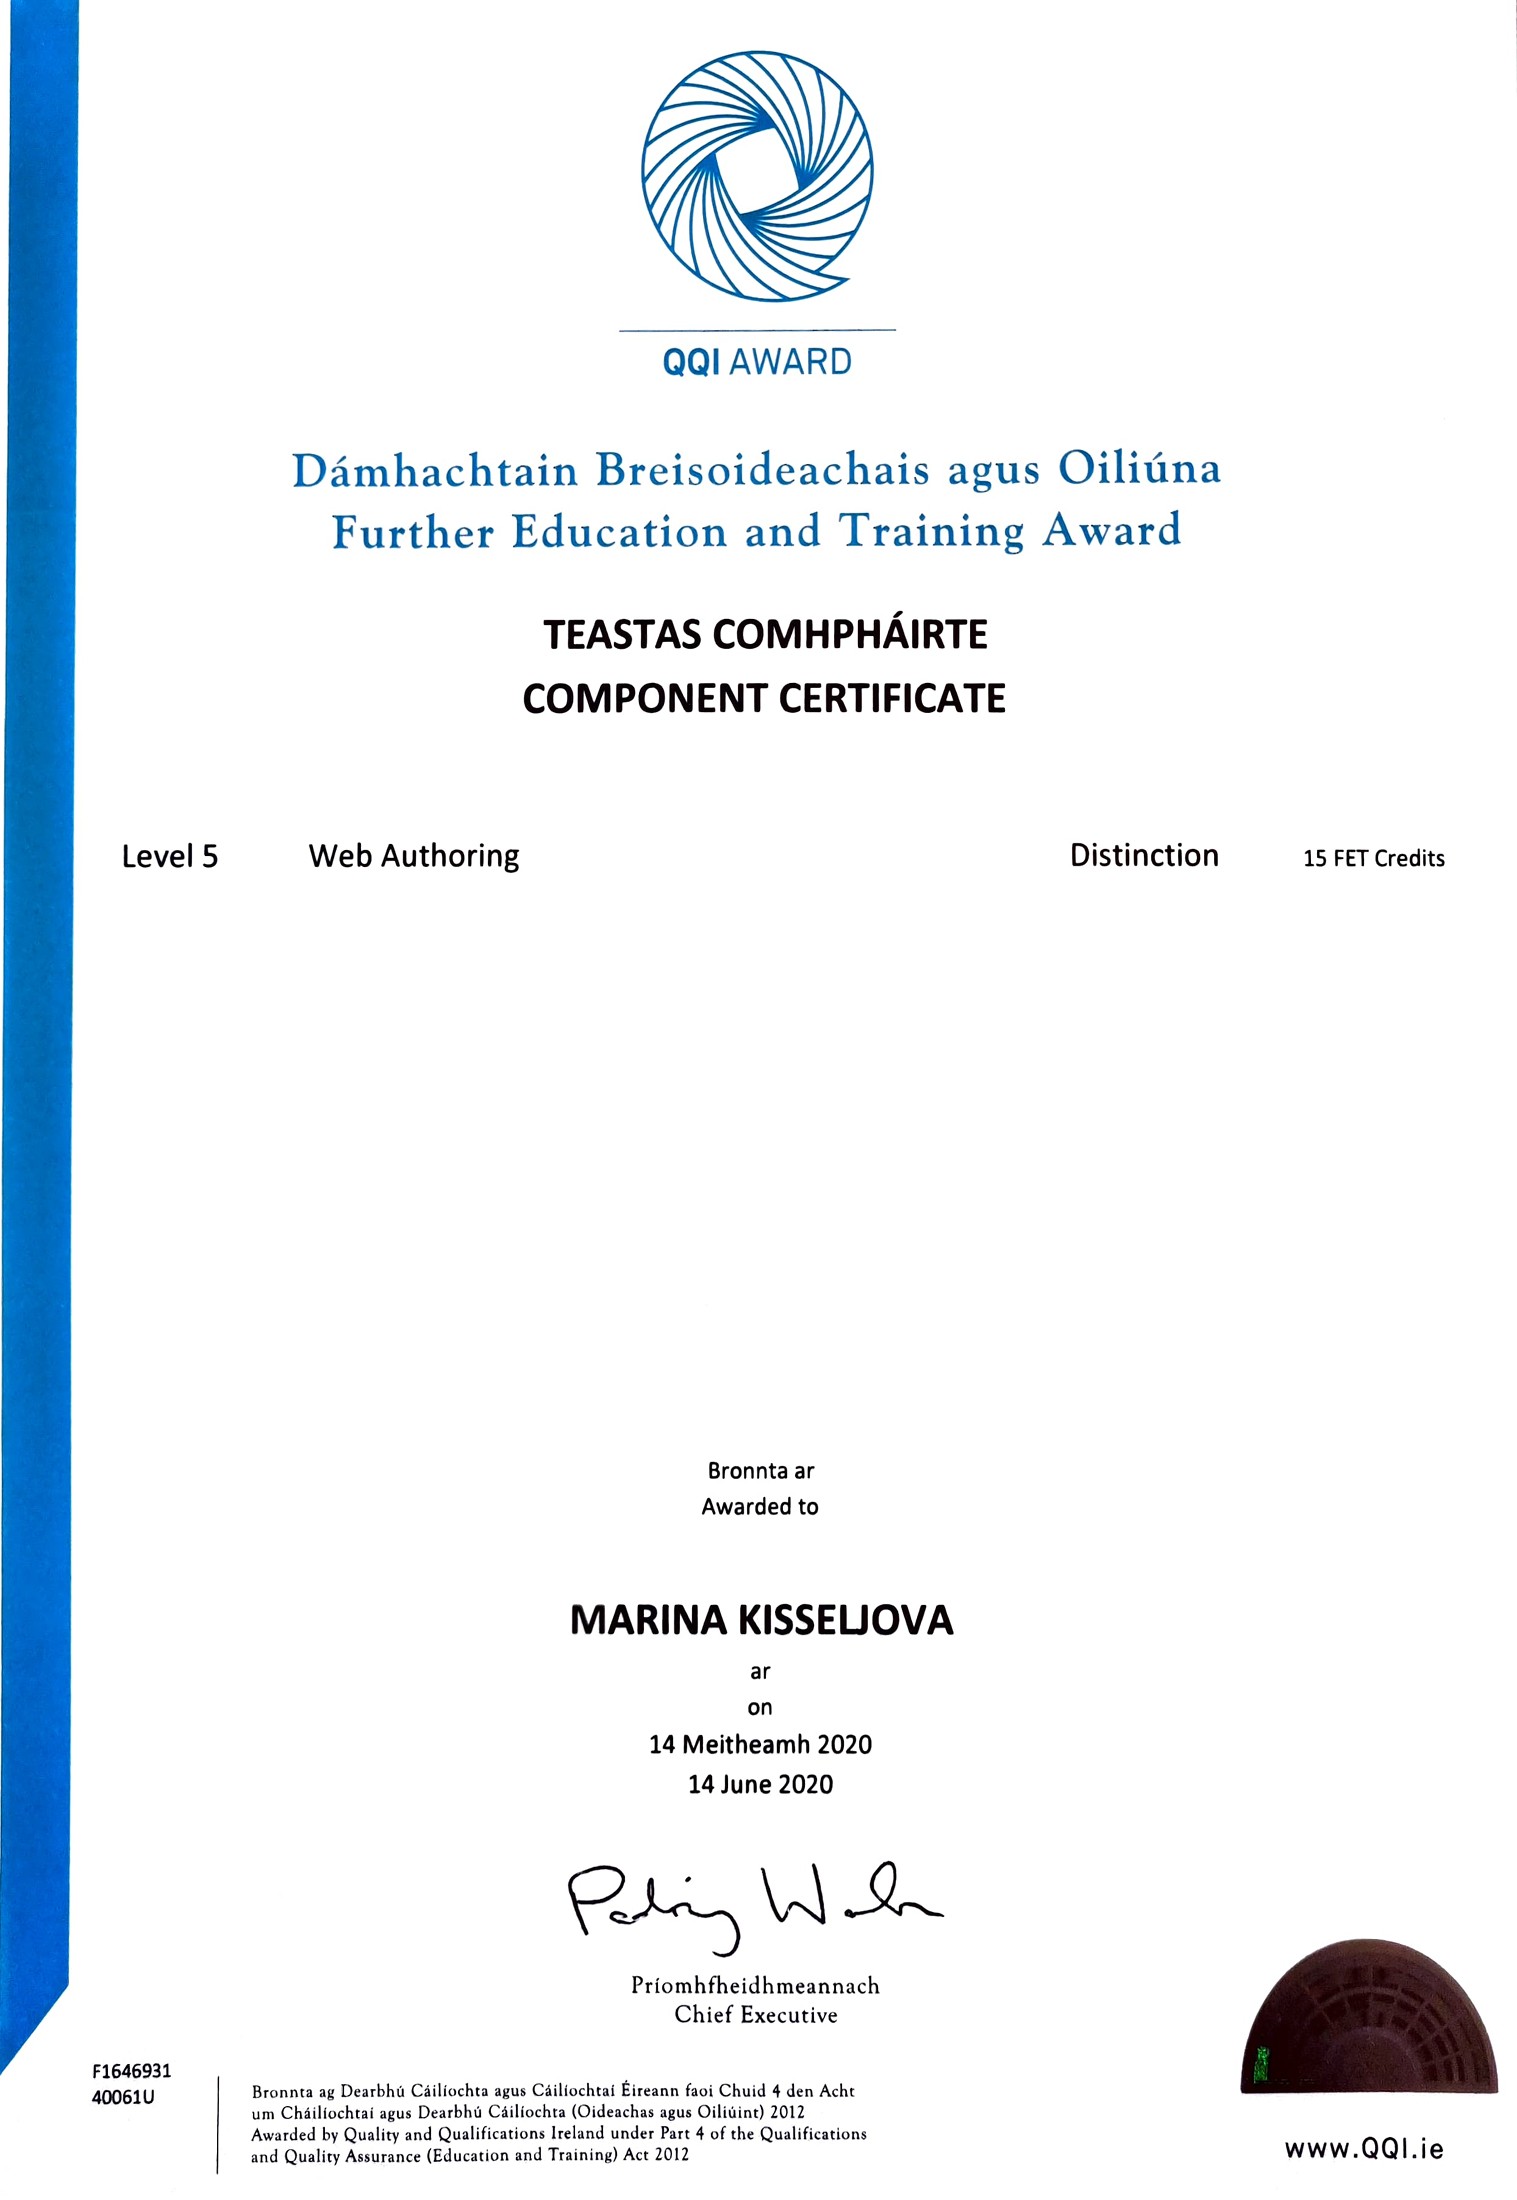 QQI AWARD
Dámhachtain Breisoideachais agus Oiliúna
Further Education and Training Award
TEASTAS COMHPHÁIRTE
COMPONENT CERTIFICATE
Level 5 Web Authoring Distinction 15 FET Credits
Bronnta ar
Awarded to
MARINA KISSELJOVA
ar
on
14 Meitheamh 2020
14 June 2020
Príomhfheidhmeannach
Chief Executive
F1646931
40061U
Bronnta ag Dearbhú Cáilíochta agus Cáilíochtaí Éireann faoi Chuid 4 den Acht
um Cháilíochtaí agus Dearbhú Cáilíochta (Oideachas agus Oiliúint) 2012
Awarded by Quality and Qualifications Ireland under Part 4 of the Qualifications
and Quality Assurance (Education and Training) Act 2012
www.QQI.ie